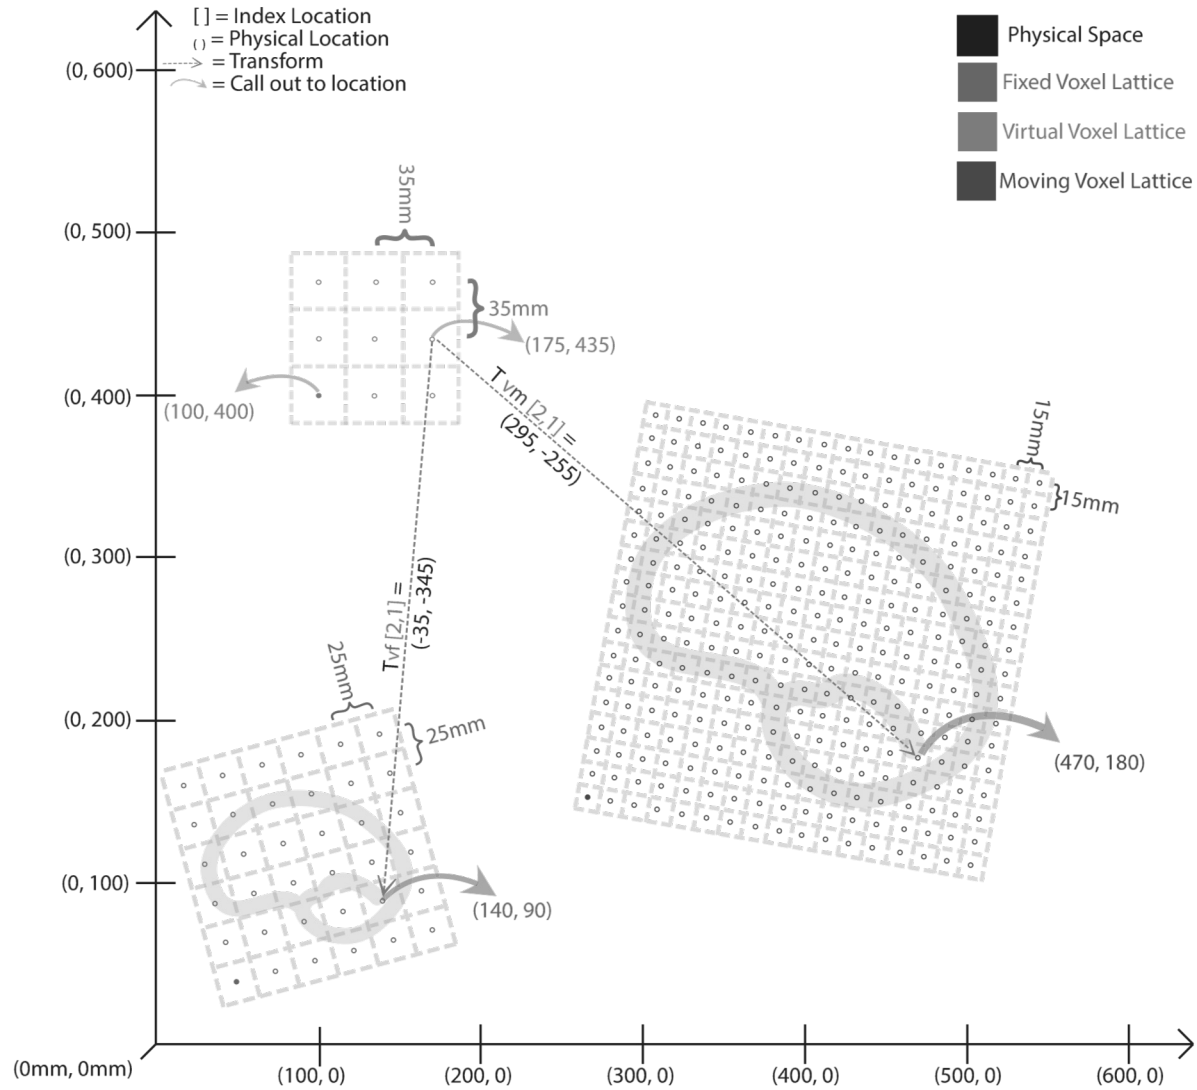 [ ] = Index Location
( ) = Physical Location
= Transform
= Call out to location
Physical Space
Fixed Voxel Lattice
Virtual Voxel Lattice
Moving Voxel Lattice
(0, 600)
(0, 500)
(0, 400)
(0, 300)
(0, 200)
(0, 100)
(0mm, 0mm)
(100, 0)
(200, 0)
(300, 0)
(400, 0)
(500, 0)
(600, 0)
35mm
35mm
(175, 435)
(100, 400)
T vm [2,1] =
(295, -255)
Tvf [2,1] =
(-35, -345)
15mm
15mm
(470, 180)
25mm
25mm
(140, 90)